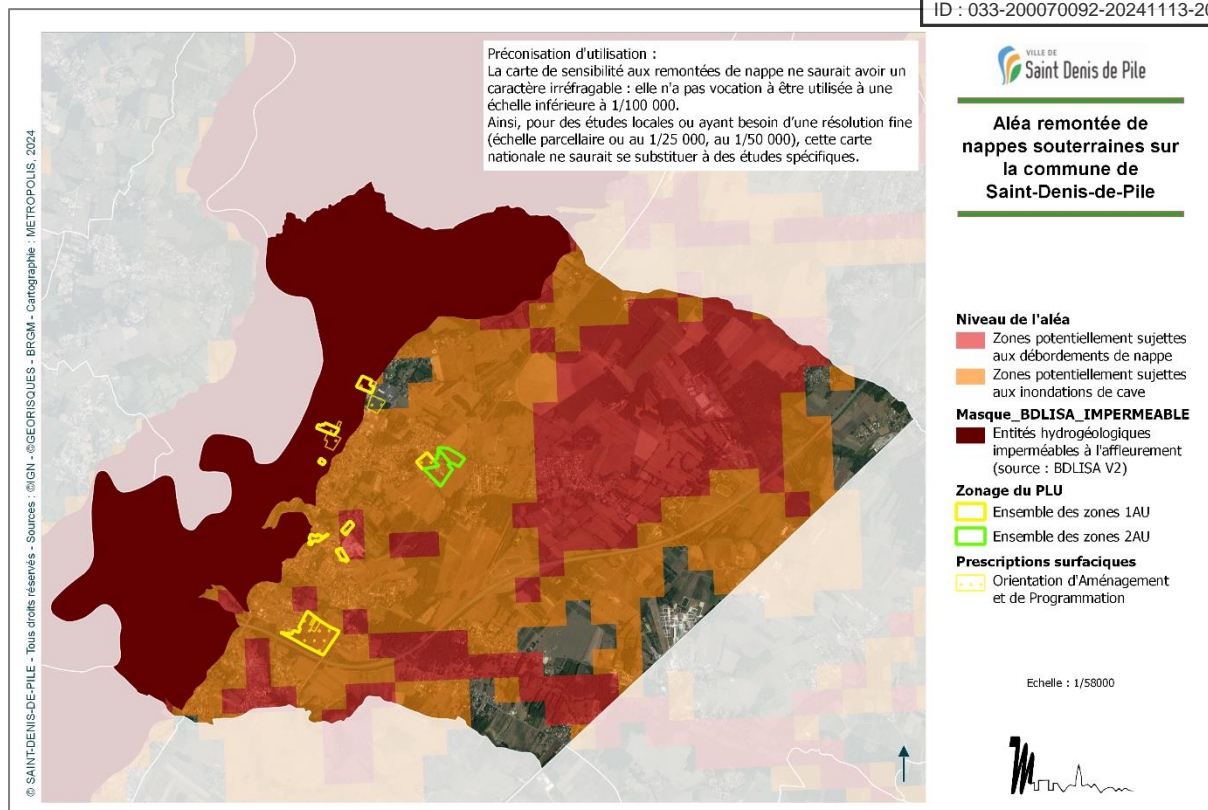 ID : 033-200070092-20241113-20
Préconisation d'utilisation :
La carte de sensibilité aux remontées de nappe ne saurait avoir un
caractère irréfragable : elle n'a pas vocation à être utilisée à une
échelle inférieure à 1/100 000.
Ainsi, pour des études locales ou ayant besoin d'une résolution fine
(échelle parcellaire ou au 1/25 000, au 1/50 000), cette carte
nationale ne saurait se substituer à des études spécifiques.
© SAINT-DENIS-DE-PILE - Tous droits réservés - Sources : ©IGN - ©GEORISQUES - BRGM - Cartographie : METROPOLIS, 2024
VILLE DE
Saint Denis de Pile
Aléa remontée de
nappes souterraines sur
la commune de
Saint-Denis-de-Pile
Niveau de l'aléa
Zones potentiellement sujettes
aux débordements de nappe
Zones potentiellement sujettes
aux inondations de cave
Masque_BDLISA_IMPERMEABLE
Entités hydrogéologiques
imperméables à l'affleurement
(source : BDLISA V2)
Zonage du PLU
Ensemble des zones 1AU
Ensemble des zones 2AU
Prescriptions surfaciques
Orientation d'Aménagement
et de Programmation
Echelle : 1/58000